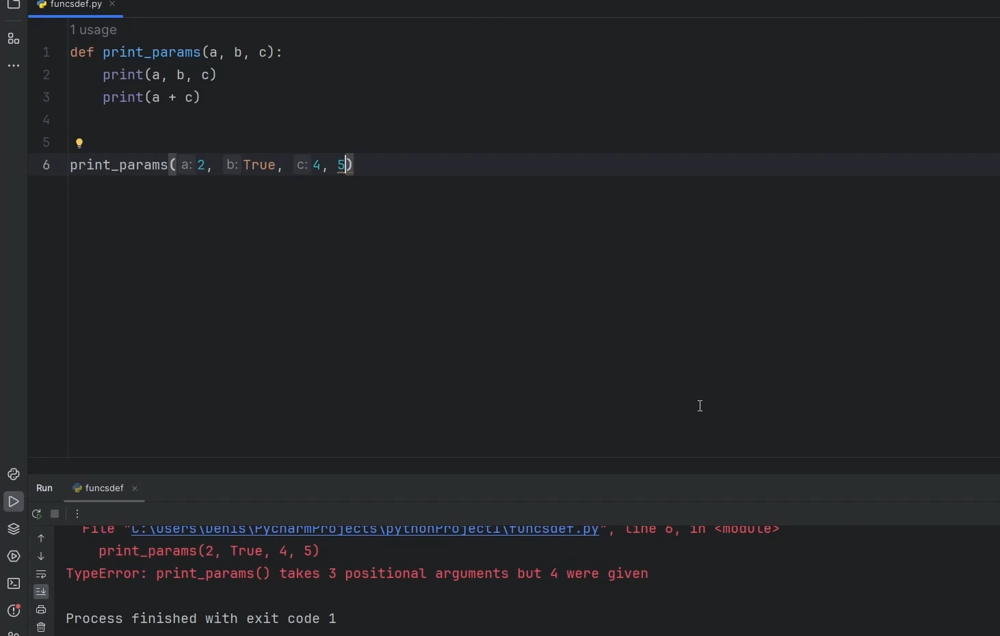 funcsdef.py
1 usage
1 def print_params(a, b, c):
2 print(a, b, c)
3 print(a + c)
4
5
6 print_params( a: 2, b: True, c: 4, 5)
Run funcsdef
File "C:\Users\Denis\PycharmProjects\pythonProject1\funcsdef.py", line 6, in <module>
print_params(2, True, 4, 5)
TypeError: print_params() takes 3 positional arguments but 4 were given
Process finished with exit code 1